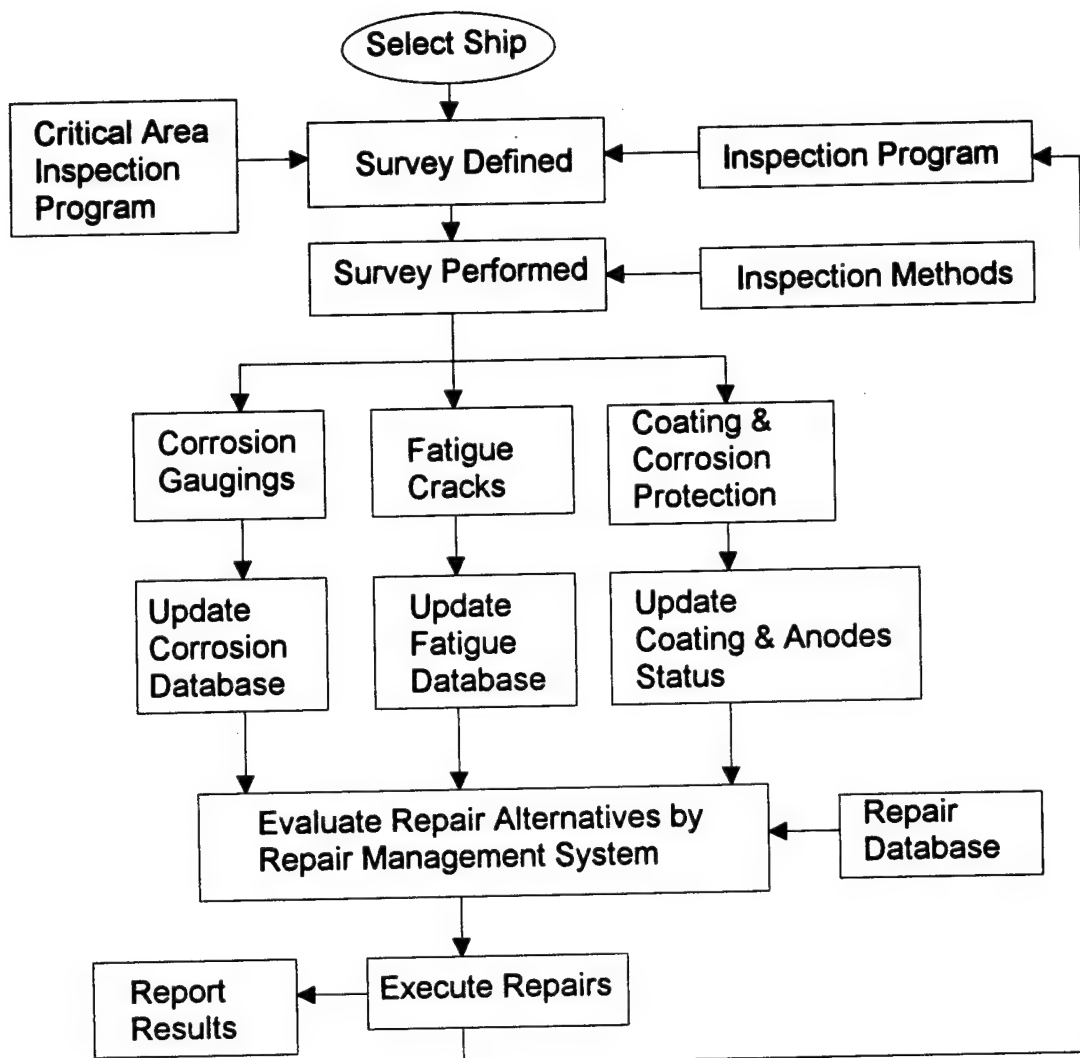 Select Ship
Critical Area
Inspection
Program
Survey Defined
Inspection Program
Survey Performed
Inspection Methods
Corrosion
Gaugings
Fatigue
Cracks
Coating &
Corrosion
Protection
Update
Corrosion
Database
Update
Fatigue
Database
Update
Coating & Anodes
Status
Evaluate Repair Alternatives by
Repair Management System
Repair
Database
Execute Repairs
Report
Results